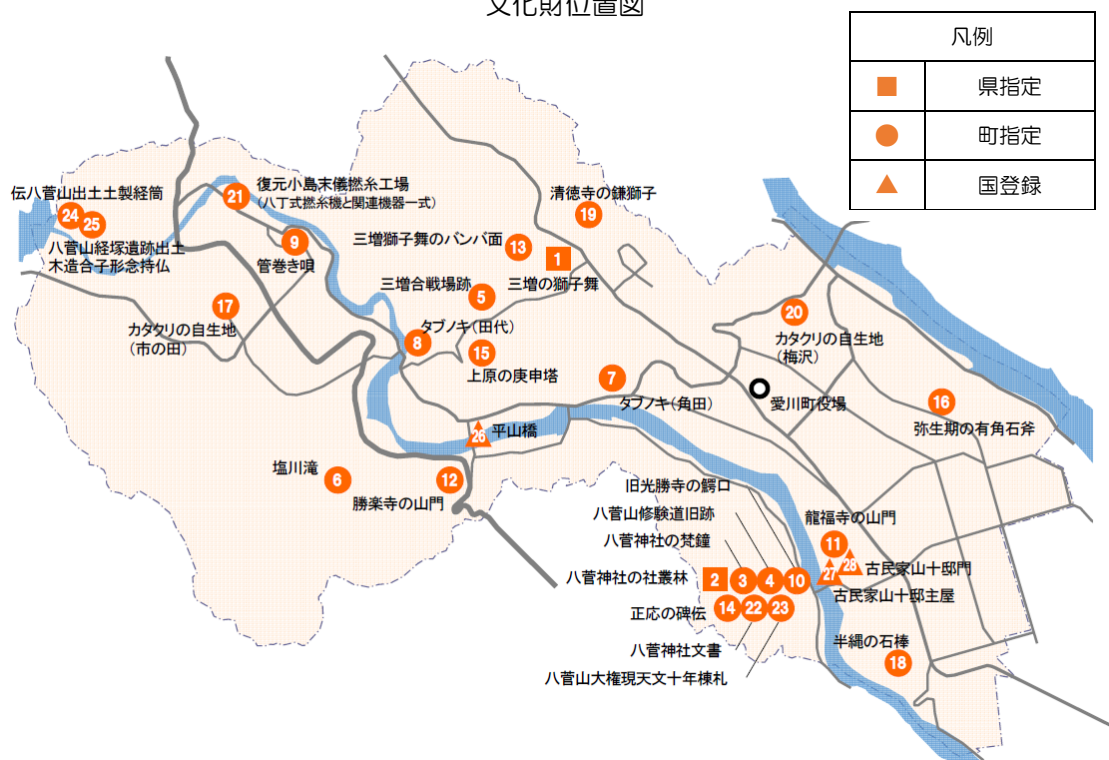 文化財位置図
凡例
県指定
町指定
国登録
伝八菅山出土土製経筒
24
25
八菅山経塚遺跡出土
木造合子形念持仏
21
復元小島末儀撚糸工場
(八丁式撚糸機と関連機器一式)
9
管巻き唄
17
カタクリの自生地
(市の田)
清徳寺の鎌獅子
19
三増獅子舞のバンバ面
13
1
三増の獅子舞
三増合戦場跡
5
タブノキ(田代)
8
15
上原の庚申塔
7
タブノキ(角田)
20
カタクリの自生地
(梅沢)
愛川町役場
16
弥生期の有角石斧
26
平山橋
塩川滝
6
12
勝楽寺の山門
旧光勝寺の鰐口
八菅山修験道旧跡
八菅神社の梵鐘
八菅神社の社叢林
2
3
4
10
正応の碑伝
14
22
23
八菅神社文書
八菅山大権現天文十年棟札
龍福寺の山門
11
28
古民家山十邸門
27
古民家山十邸主屋
半縄の石棒
18